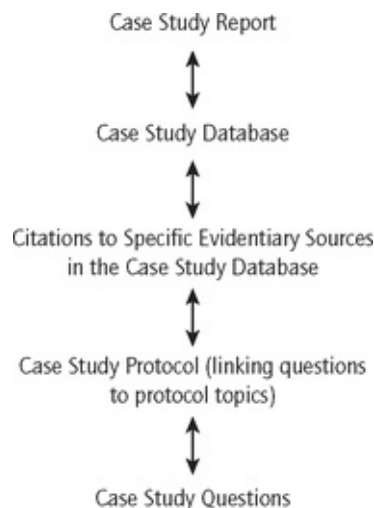 Case Study Report
Case Study Database
Citations to Specific Evidentiary Sources
in the Case Study Database
Case Study Protocol (linking questions
to protocol topics)
Case Study Questions